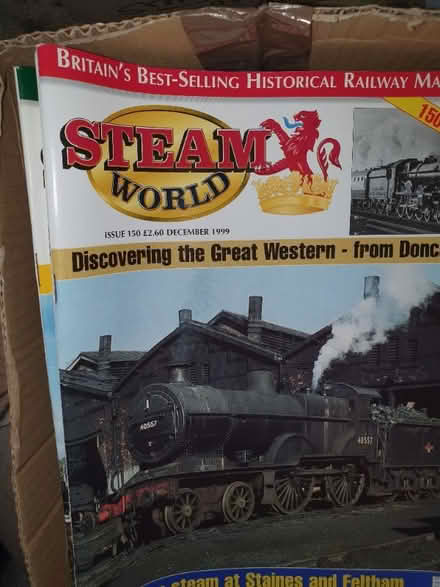 BRITAIN'S BEST-SELLING HISTORICAL RAILWAY MA
150
STEAM
WORLD
ISSUE 150 £2.60 DECEMBER 1999
Discovering the Great Western - from Donc
40557
40557
steam at Staines and Feltham